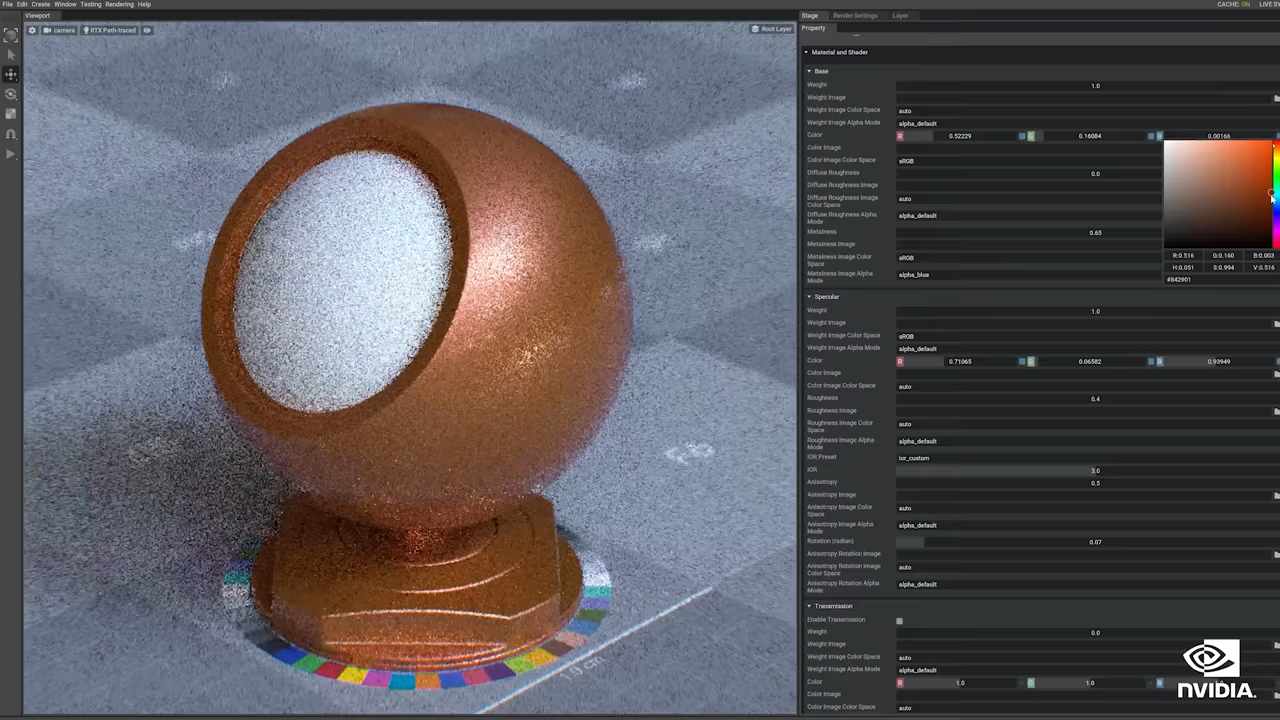 File Edit Create Window Testing Rendering Help
CACHE: ON LIVE SY
Viewport
Stage Render Settings Layer
camera RTX Path-traced
Root Layer
Property
Material and Shader
Base
Weight 1.0
Weight Image
Weight Image Color Space auto
Weight Image Alpha Mode alpha_default
Color R 0.52229 G 0.16084 B 0.00166
Color Image
Color Image Color Space sRGB
Diffuse Roughness 0.0
Diffuse Roughness Image
Diffuse Roughness Image Color Space auto
Diffuse Roughness Alpha Mode alpha_default
Metalness 0.65
Metalness Image
Metalness Image Color Space sRGB
Metalness Image Alpha Mode alpha_blue
R:0.516 G:0.160 B:0.003
H:0.051 S:0.994 V:0.516
#842901
Specular
Weight 1.0
Weight Image
Weight Image Color Space sRGB
Weight Image Alpha Mode alpha_default
Color R 0.71065 G 0.06582 B 0.93949
Color Image
Color Image Color Space auto
Roughness 0.4
Roughness Image
Roughness Image Color Space auto
Roughness Image Alpha Mode alpha_default
IOR Preset ior_custom
IOR 3.0
Anisotropy 0.5
Anisotropy Image
Anisotropy Image Color Space auto
Anisotropy Image Alpha Mode alpha_default
Rotation (radian) 0.07
Anisotropy Rotation Image
Anisotropy Rotation Image Color Space auto
Anisotropy Rotation Alpha Mode alpha_default
Transmission
Enable Transmission
Weight 0.0
Weight Image
Weight Image Color Space auto
Weight Image Alpha Mode alpha_default
Color R 1.0 G 1.0 B
Color Image
Color Image Color Space auto
NVIDIA.